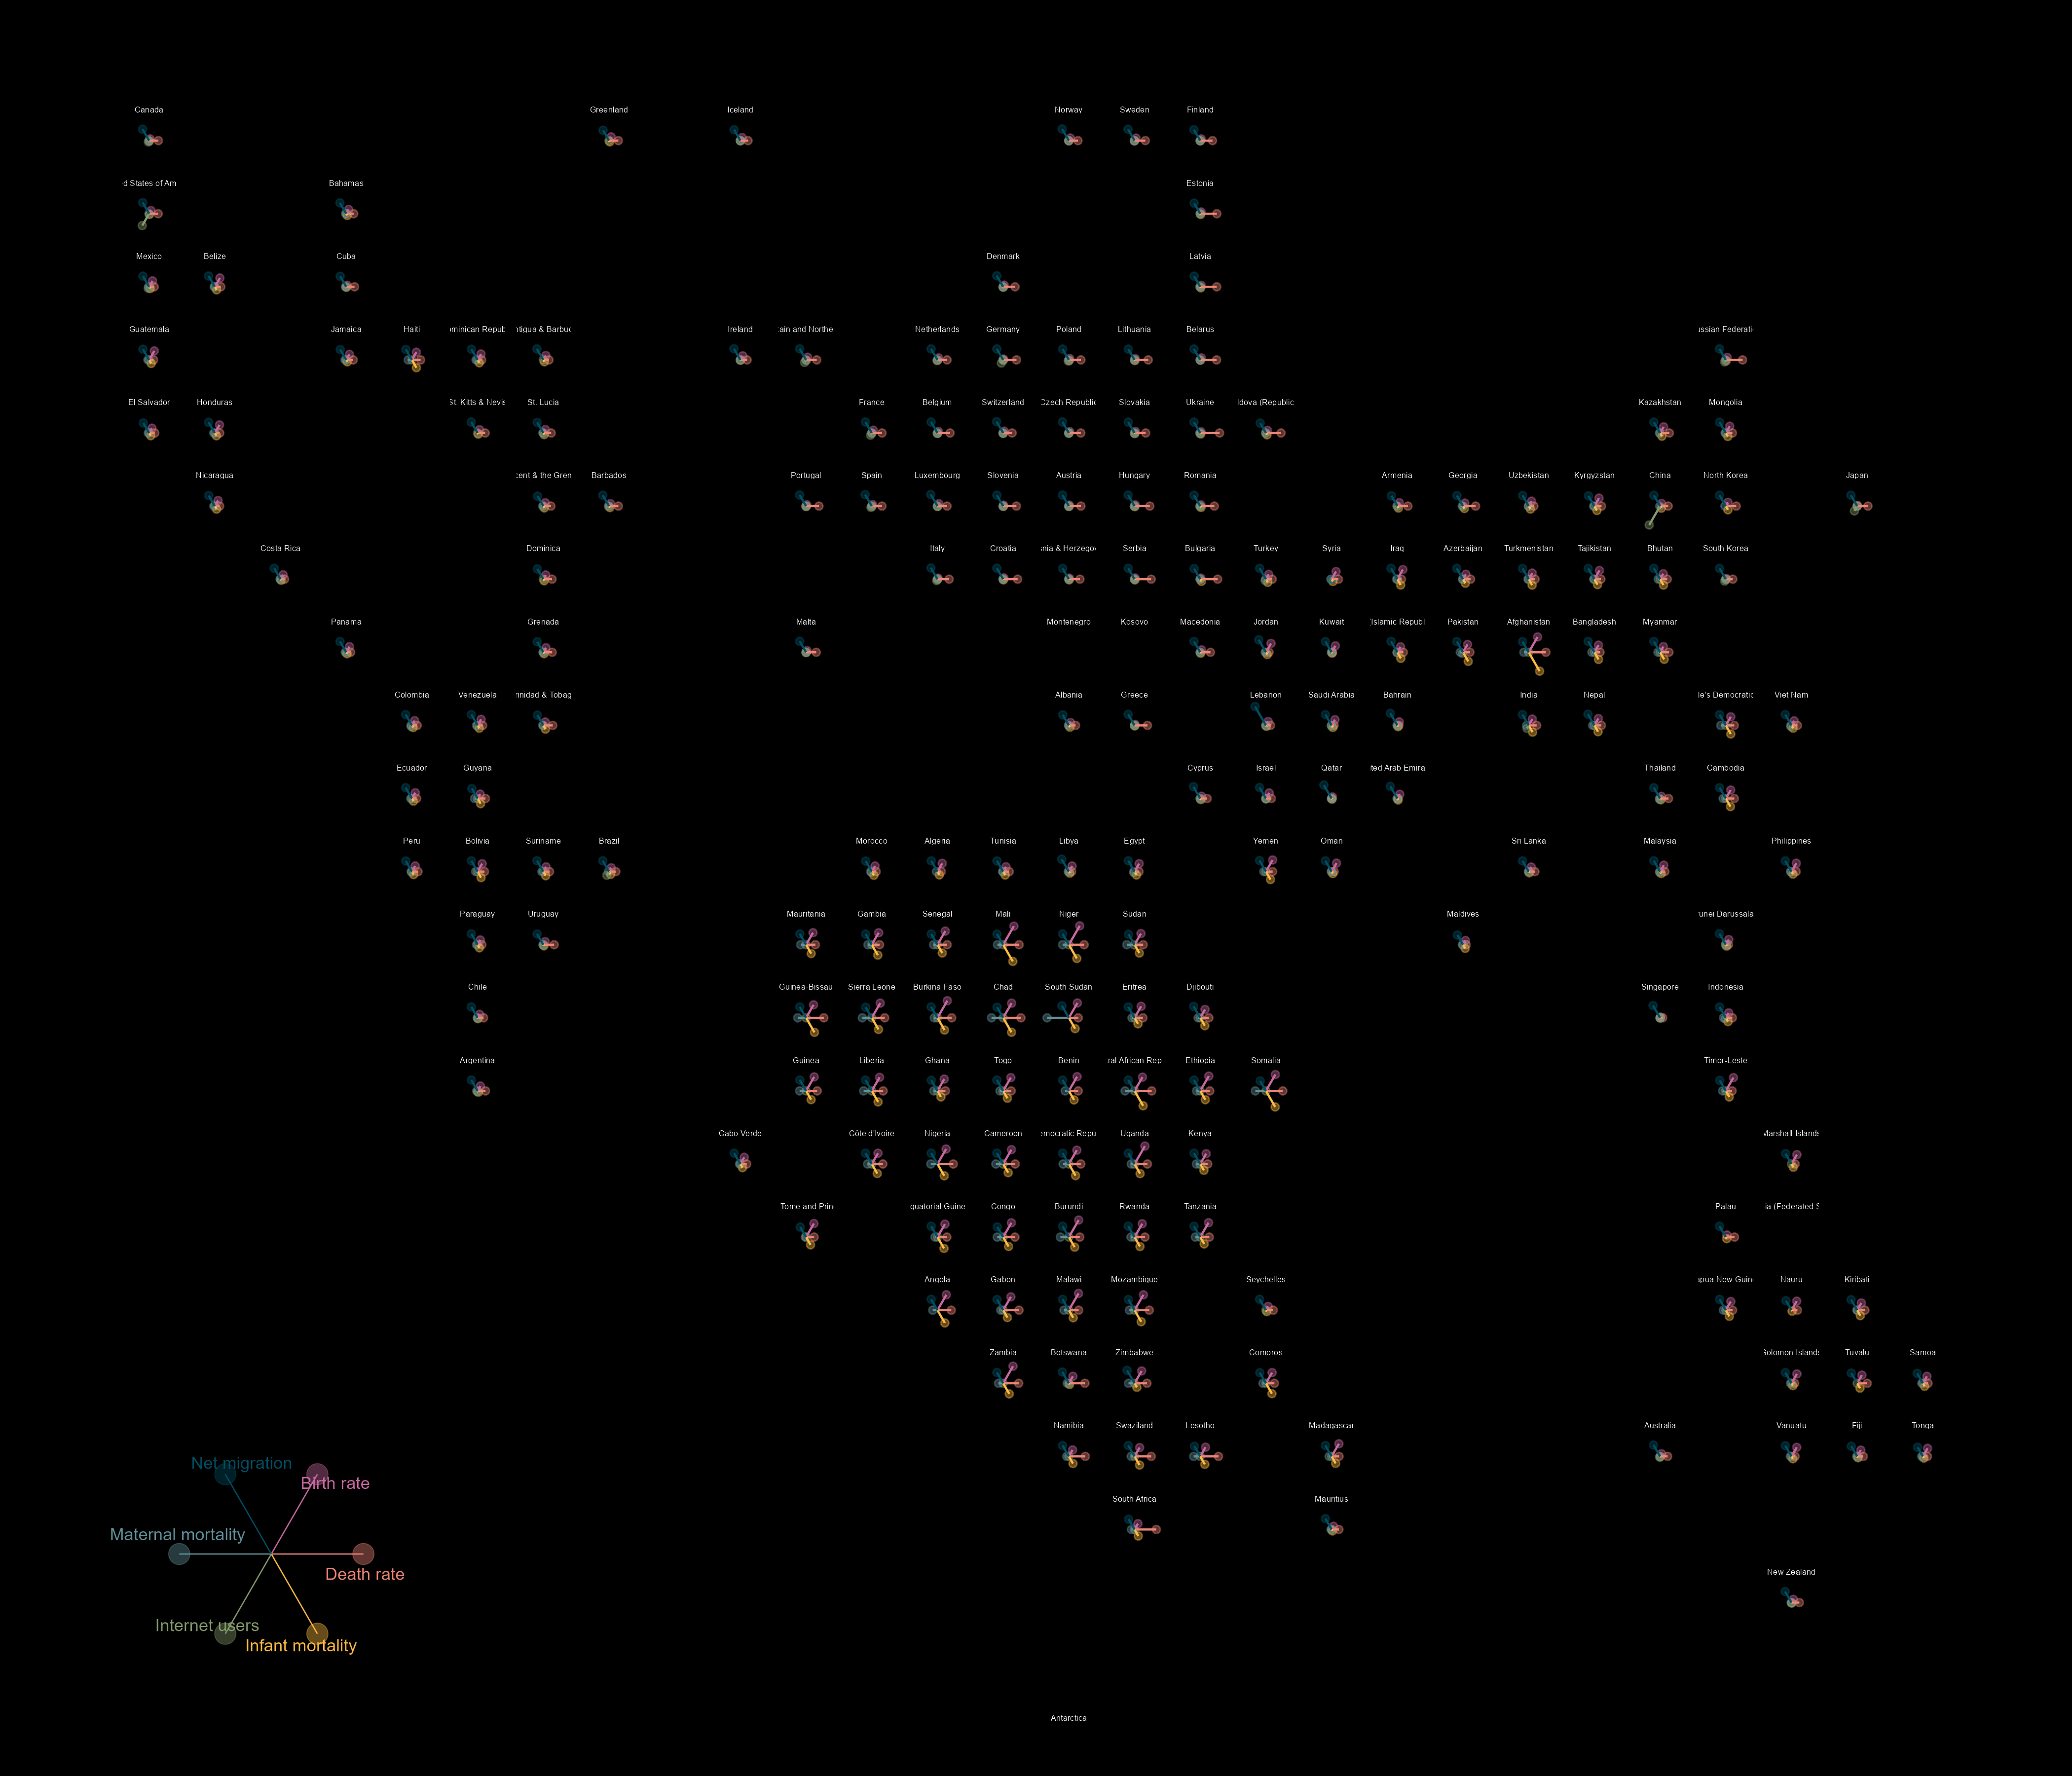 Canada
Greenland
Iceland
Norway
Sweden
Finland
d States of Am
Bahamas
Estonia
Mexico
Belize
Cuba
Denmark
Latvia
Guatemala
Jamaica
Haiti
minican Repub
ntigua & Barbud
Ireland
tain and Northe
Netherlands
Germany
Poland
Lithuania
Belarus
ussian Federatio
El Salvador
Honduras
St. Kitts & Nevis
St. Lucia
France
Belgium
Switzerland
Czech Republic
Slovakia
Ukraine
dova (Republic
Kazakhstan
Mongolia
Nicaragua
cent & the Gren
Barbados
Portugal
Spain
Luxembourg
Slovenia
Austria
Hungary
Romania
Armenia
Georgia
Uzbekistan
Kyrgyzstan
China
North Korea
Japan
Costa Rica
Dominica
Italy
Croatia
nia & Herzegov
Serbia
Bulgaria
Turkey
Syria
Iraq
Azerbaijan
Turkmenistan
Tajikistan
Bhutan
South Korea
Panama
Grenada
Malta
Montenegro
Kosovo
Macedonia
Jordan
Kuwait
(Islamic Republ
Pakistan
Afghanistan
Bangladesh
Myanmar
Colombia
Venezuela
rinidad & Tobag
Albania
Greece
Lebanon
Saudi Arabia
Bahrain
India
Nepal
le's Democratic
Viet Nam
Ecuador
Guyana
Cyprus
Israel
Qatar
ted Arab Emira
Thailand
Cambodia
Peru
Bolivia
Suriname
Brazil
Morocco
Algeria
Tunisia
Libya
Egypt
Yemen
Oman
Sri Lanka
Malaysia
Philippines
Paraguay
Uruguay
Mauritania
Gambia
Senegal
Mali
Niger
Sudan
Maldives
unei Darussala
Chile
Guinea-Bissau
Sierra Leone
Burkina Faso
Chad
South Sudan
Eritrea
Djibouti
Singapore
Indonesia
Argentina
Guinea
Liberia
Ghana
Togo
Benin
ral African Rep
Ethiopia
Somalia
Timor-Leste
Cabo Verde
Côte d'Ivoire
Nigeria
Cameroon
emocratic Repu
Uganda
Kenya
Marshall Islands
Tome and Prin
quatorial Guine
Congo
Burundi
Rwanda
Tanzania
Palau
ia (Federated S
Angola
Gabon
Malawi
Mozambique
Seychelles
apua New Guine
Nauru
Kiribati
Zambia
Botswana
Zimbabwe
Comoros
Solomon Islands
Tuvalu
Samoa
Namibia
Swaziland
Lesotho
Madagascar
Australia
Vanuatu
Fiji
Tonga
Net migration
Birth rate
South Africa
Mauritius
Maternal mortality
Death rate
New Zealand
Internet users
Infant mortality
Antarctica